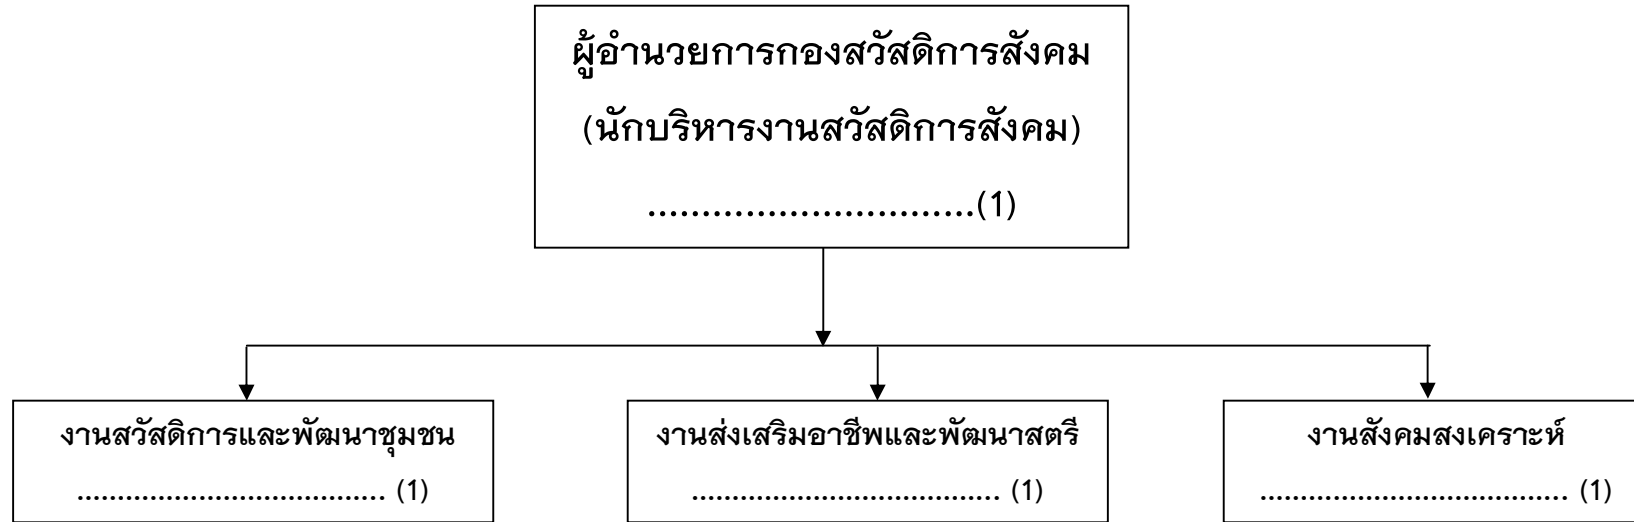 ผู้อำนวยการกองสวัสดิการสังคม
(นักบริหารงานสวัสดิการสังคม)
..............................(1)
งานสวัสดิการและพัฒนาชุมชน
...................................... (1)
งานส่งเสริมอาชีพและพัฒนาสตรี
...................................... (1)
งานสังคมสงเคราะห์
...................................... (1)